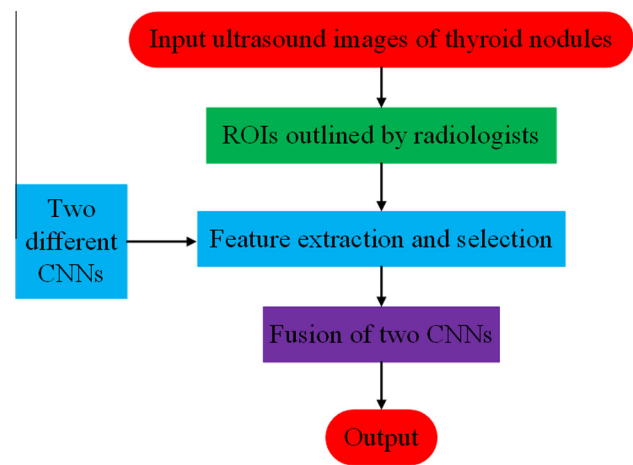 Input ultrasound images of thyroid nodules
ROIs outlined by radiologists
Two
different
CNNs
Feature extraction and selection
Fusion of two CNNs
Output